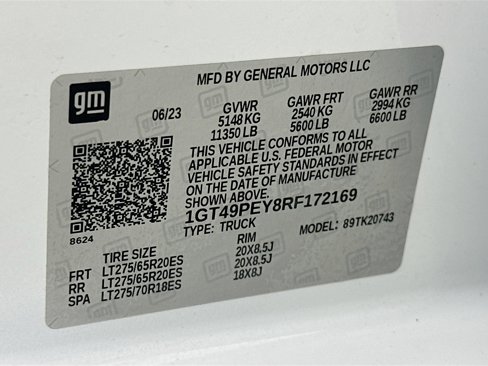 MFD BY GENERAL MOTORS LLC
gm
06/23
GVWR GAWR FRT GAWR RR
5148 KG 2540 KG 2994 KG
11350 LB 5600 LB 6600 LB
THIS VEHICLE CONFORMS TO ALL
APPLICABLE U.S. FEDERAL MOTOR
VEHICLE SAFETY STANDARDS IN EFFECT
ON THE DATE OF MANUFACTURE
SHOWN ABOVE.
1GT49PEY8RF172169
TYPE: TRUCK MODEL: 89TK20743
8624
TIRE SIZE RIM
FRT LT275/65R20ES 20X8.5J
RR LT275/65R20ES 20X8.5J
SPA LT275/70R18ES 18X8J